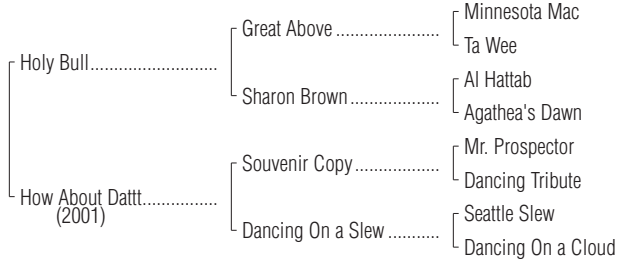 Minnesota Mac
Great Above ......................
Ta Wee
Holy Bull...........................
Al Hattab
Sharon Brown...................
Agathea's Dawn
Mr. Prospector
Souvenir Copy..................
Dancing Tribute
How About Dattt................
(2001)
Seattle Slew
Dancing On a Slew ...........
Dancing On a Cloud